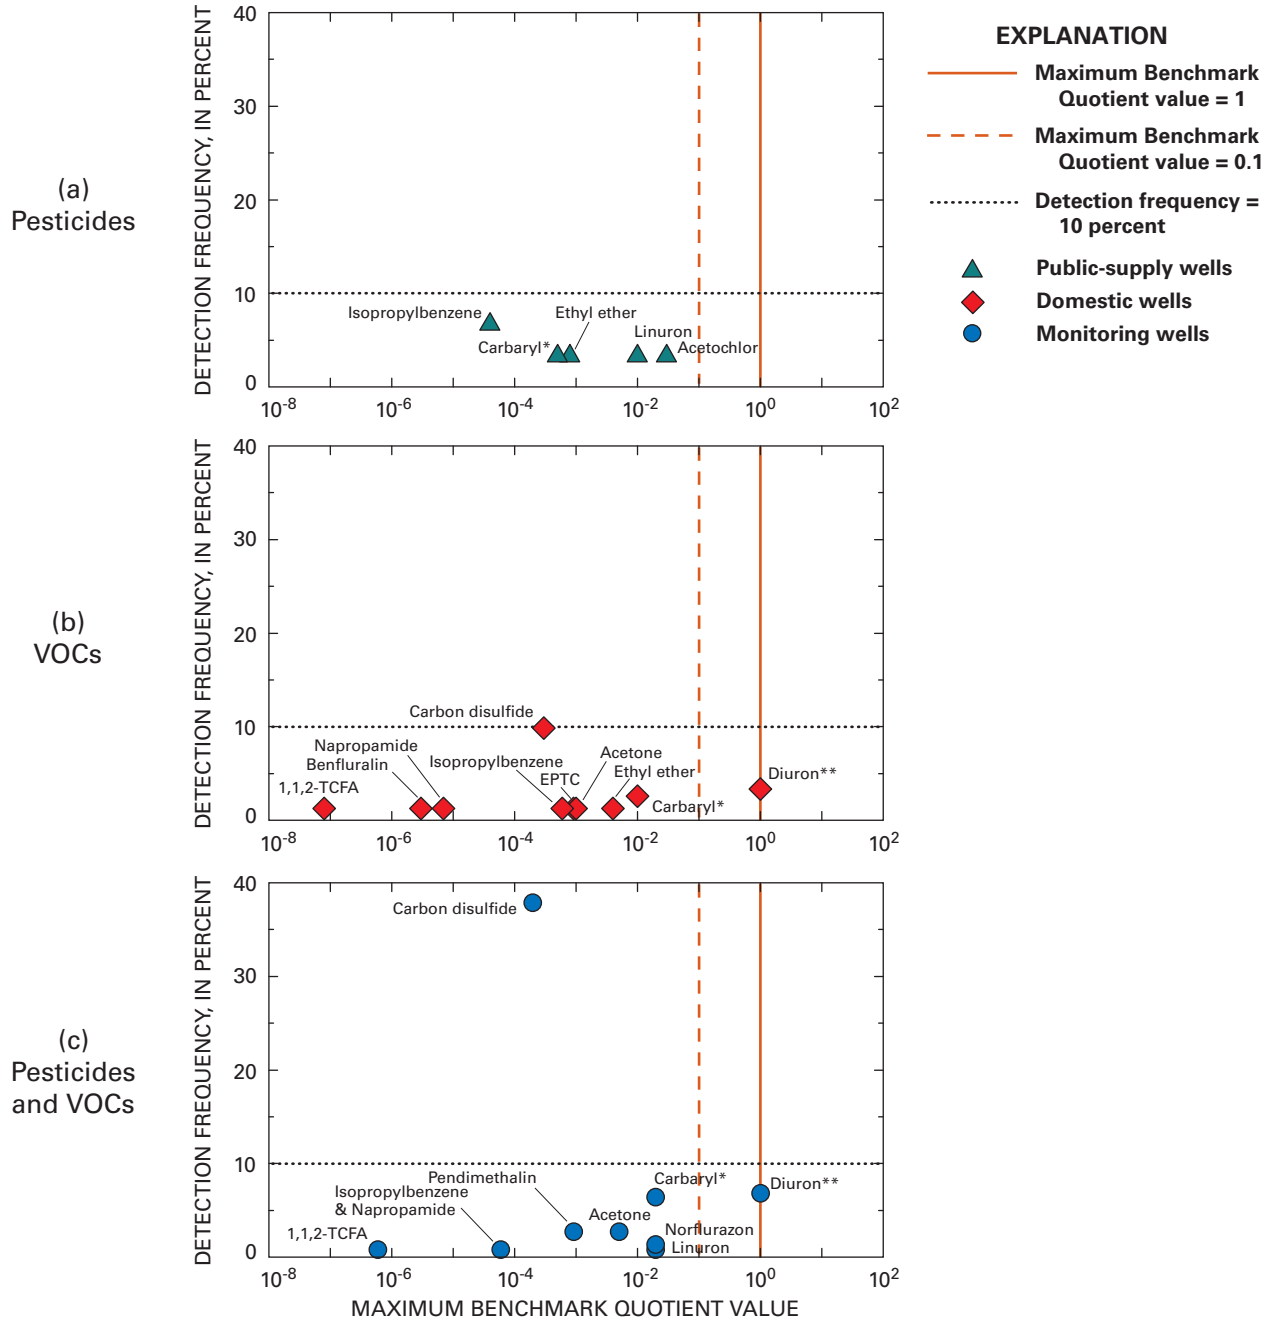 EXPLANATION
Maximum Benchmark
Quotient value = 1
Maximum Benchmark
Quotient value = 0.1
Detection frequency =
10 percent
Public-supply wells
Domestic wells
Monitoring wells
(a)
Pesticides
DETECTION FREQUENCY, IN PERCENT
40
30
20
10
0
Isopropylbenzene
Ethyl ether
Carbaryl*
Linuron
Acetochlor
10-8
10-6
10-4
10-2
100
102
(b)
VOCs
DETECTION FREQUENCY, IN PERCENT
40
30
20
10
0
Carbon disulfide
Napropamide
Benfluralin
1,1,2-TCFA
Isopropylbenzene
EPTC
Acetone
Ethyl ether
Carbaryl*
Diuron**
10-8
10-6
10-4
10-2
100
102
(c)
Pesticides
and VOCs
DETECTION FREQUENCY, IN PERCENT
40
30
20
10
0
Carbon disulfide
Pendimethalin
Isopropylbenzene
& Napropamide
1,1,2-TCFA
Acetone
Carbaryl*
Diuron**
Norflurazon
Linuron
10-8
10-6
10-4
10-2
100
102
MAXIMUM BENCHMARK QUOTIENT VALUE